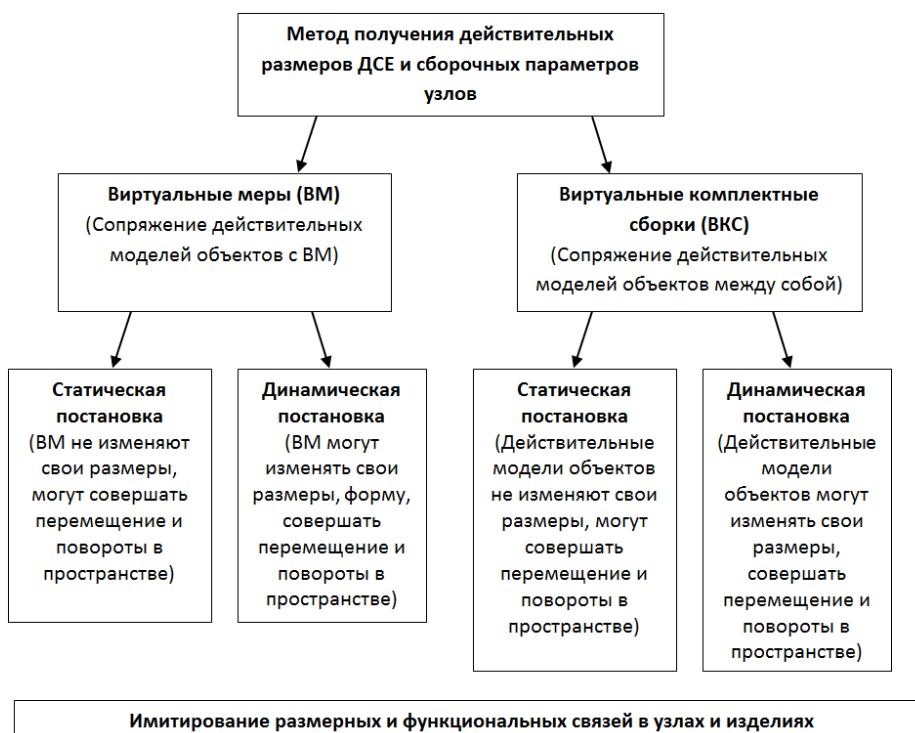 Метод получения действительных
размеров ДСЕ и сборочных параметров
узлов
Виртуальные меры (ВМ)
(Сопряжение действительных
моделей объектов с ВМ)
Виртуальные комплектные
сборки (ВКС)
(Сопряжение действительных
моделей объектов между собой)
Статическая
постановка
(ВМ не изменяют
свои размеры,
могут совершать
перемещение и
повороты в
пространстве)
Динамическая
постановка
(ВМ могут
изменять свои
размеры, форму,
совершать
перемещение и
повороты в
пространстве)
Статическая
постановка
(Действительные
модели объектов
не изменяют свои
размеры, могут
совершать
перемещение и
повороты в
пространстве)
Динамическая
постановка
(Действительные
модели
объектов могут
изменять свои
размеры,
совершать
перемещение и
повороты в
пространстве)
Имитирование размерных и функциональных связей в узлах и изделиях